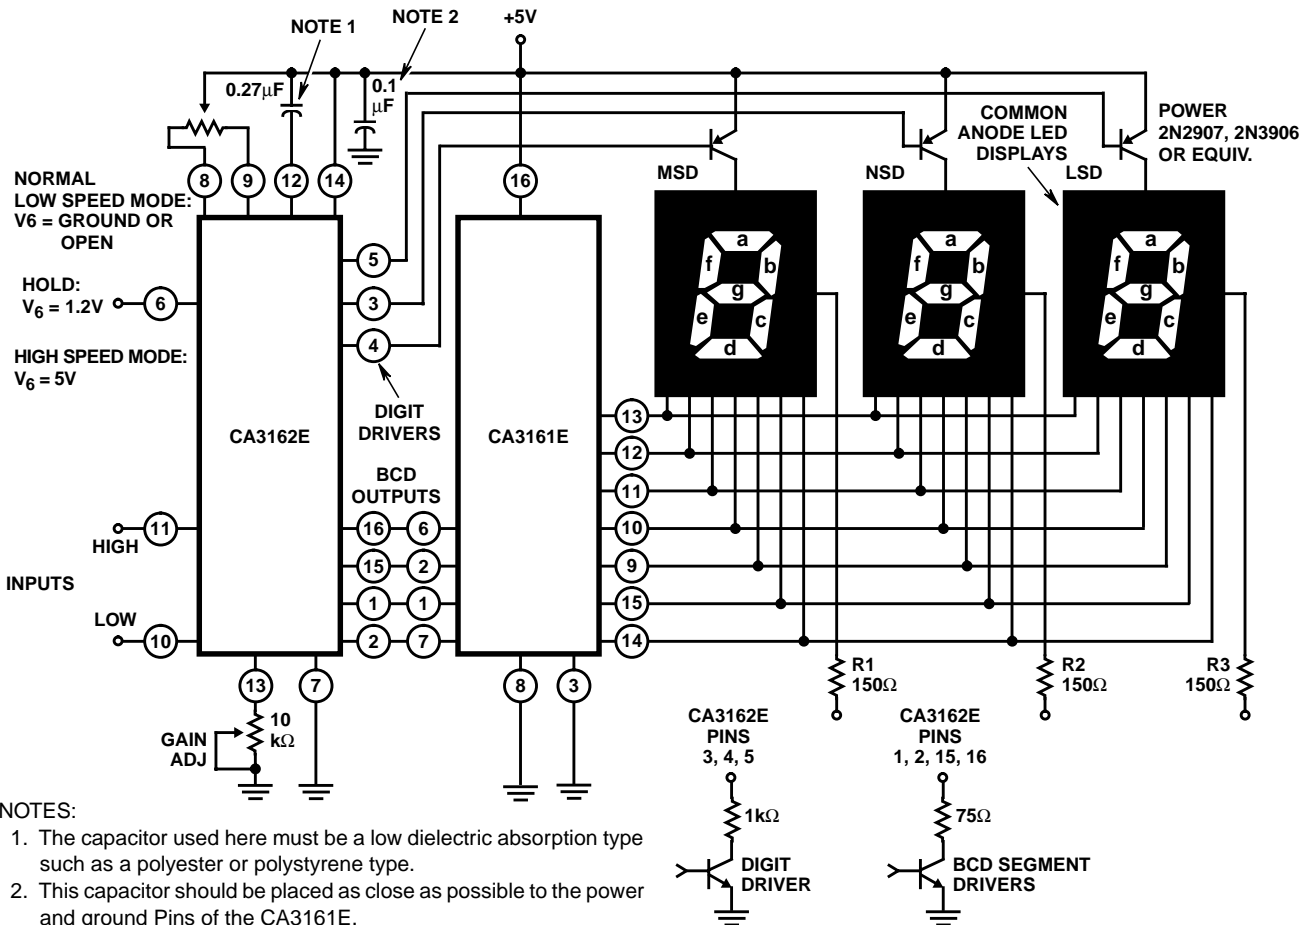 NOTE 1
NOTE 2
+5V
0.27µF
0.1
µF
COMMON
ANODE LED
DISPLAYS
POWER
2N2907, 2N3906
OR EQUIV.
MSD
NSD
LSD
8
9
12
14
16
NORMAL
LOW SPEED MODE:
V6 = GROUND OR
OPEN
HOLD:
V6 = 1.2V
6
HIGH SPEED MODE:
V6 = 5V
5
3
4
DIGIT
DRIVERS
a
f
b
g
e
c
d
a
f
b
g
e
c
d
a
f
b
g
e
c
d
CA3162E
CA3161E
BCD
OUTPUTS
13
12
11
10
9
15
14
11
HIGH
INPUTS
LOW
10
16
6
15
2
1
1
2
7
13
7
8
3
GAIN
ADJ
10
kΩ
R1
150Ω
R2
150Ω
R3
150Ω
CA3162E
PINS
3, 4, 5
1kΩ
DIGIT
DRIVER
CA3162E
PINS
1, 2, 15, 16
75Ω
BCD SEGMENT
DRIVERS
NOTES:
1. The capacitor used here must be a low dielectric absorption type
such as a polyester or polystyrene type.
2. This capacitor should be placed as close as possible to the power
and ground Pins of the CA3161E.